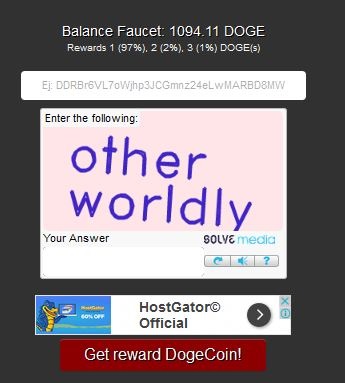 Balance Faucet: 1094.11 DOGE
Rewards 1 (97%), 2 (2%), 3 (1%) DOGE(s)
Ej: DDRBr6VL7oWjhp3JCGmnz24eLwMARBD8MW
Enter the following:
other
worldly
Your Answer
SOLVE media
?
HostGator
60% OFF
HostGator©
Official
Get reward DogeCoin!